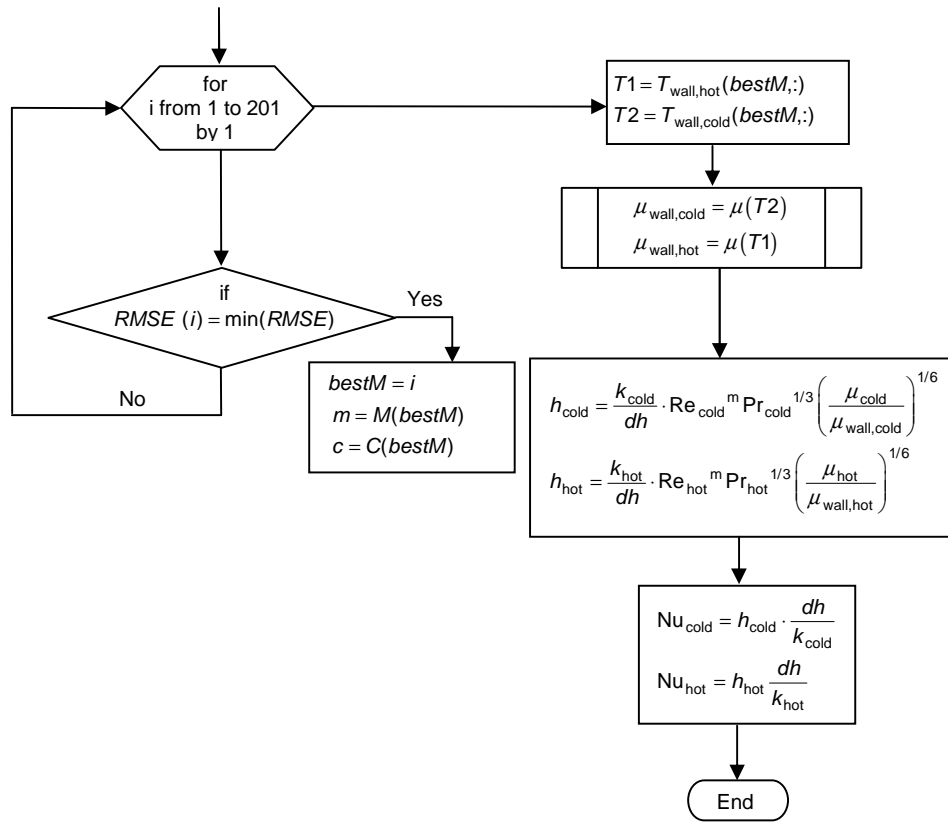 for
i from 1 to 201
by 1
if
RMSE (i) = min(RMSE)
Yes
No
bestM = i
m = M(bestM)
c = C(bestM)
T1 = T_wall,hot(bestM,:)
T2 = T_wall,cold(bestM,:)
μ_wall,cold = μ(T2)
μ_wall,hot = μ(T1)
h_cold = k_cold/dh · Re_cold^m Pr_cold^1/3 (μ_cold/μ_wall,cold)^1/6
h_hot = k_hot/dh · Re_hot^m Pr_hot^1/3 (μ_hot/μ_wall,hot)^1/6
Nu_cold = h_cold · dh/k_cold
Nu_hot = h_hot dh/k_hot
End